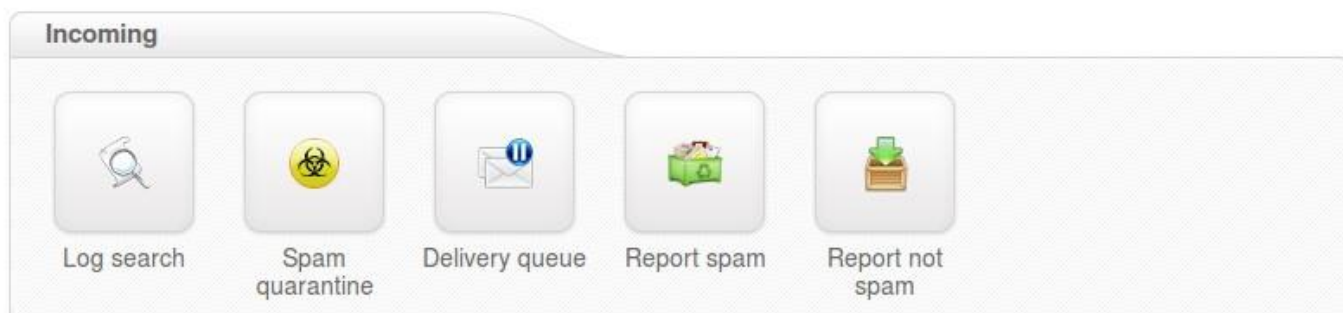 Incoming
Log search
Spam
quarantine
Delivery queue
Report spam
Report not
spam